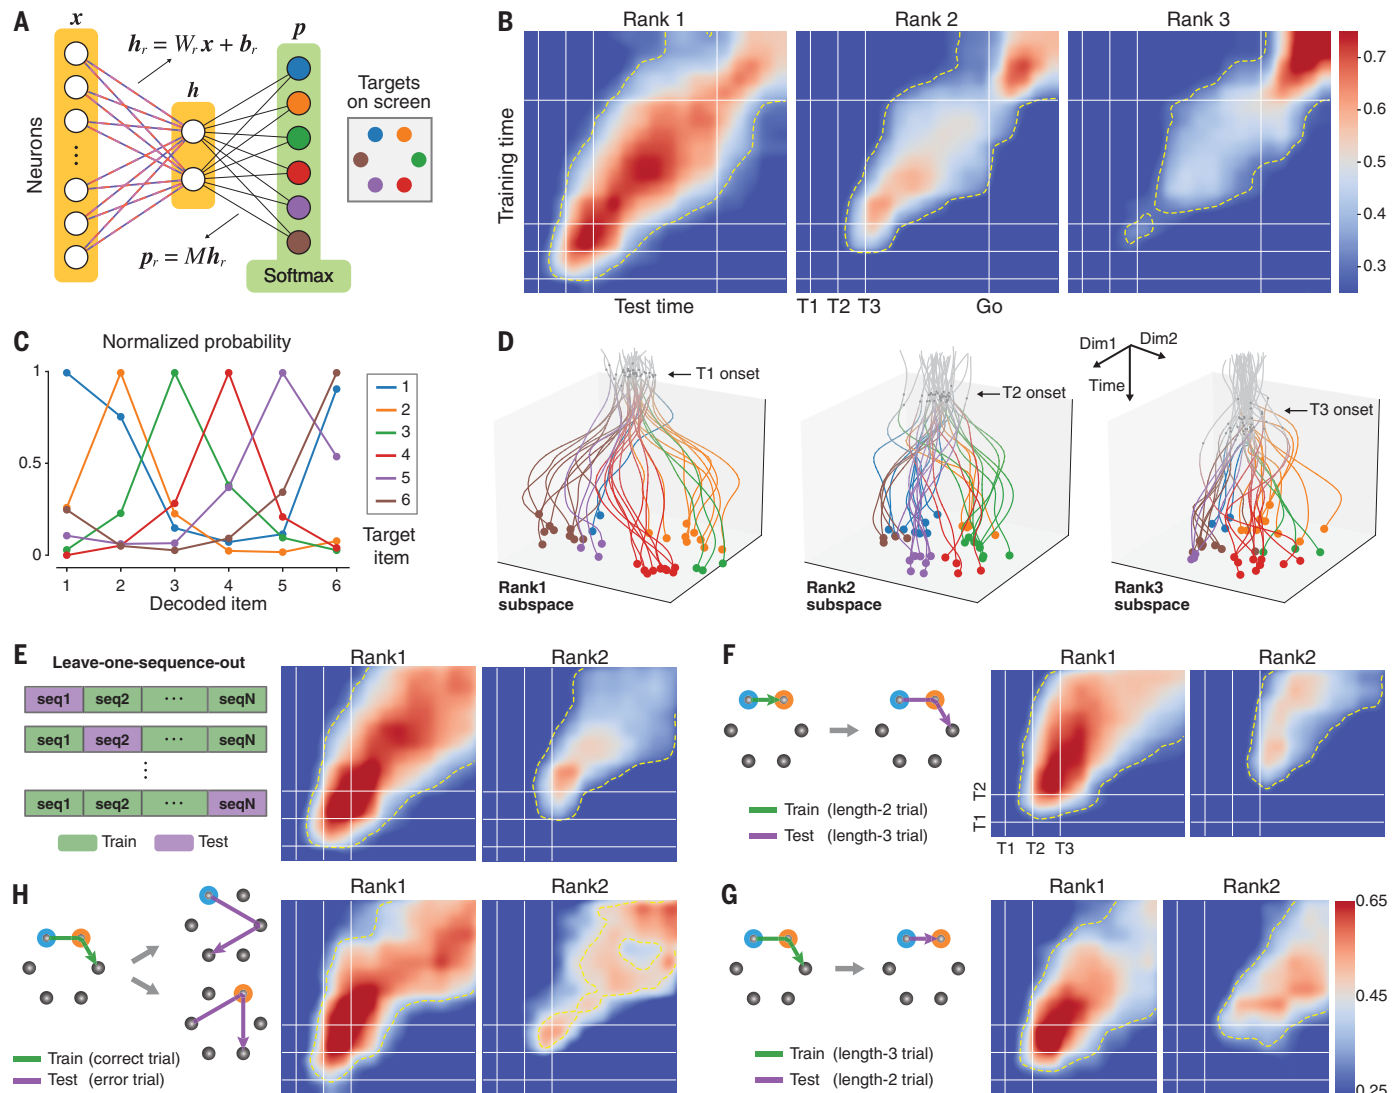 A
x
h_r = W_r x + b_r
p
h
Neurons
Targets
on screen
p_r = Mh_r
Softmax
B
Rank 1
Rank 2
Rank 3
Training time
Test time
T1 T2 T3
Go
0.7
0.6
0.5
0.4
0.3
C
Normalized probability
1
0.5
0
1 2 3 4 5 6
Decoded item
1
2
3
4
5
6
Target
item
D
T1 onset
Rank1
subspace
T2 onset
Rank2
subspace
Dim1
Dim2
Time
T3 onset
Rank3
subspace
E
Leave-one-sequence-out
seq1 seq2 ··· seqN
seq1 seq2 ··· seqN
seq1 seq2 ··· seqN
Train
Test
Rank1
Rank2
F
Train (length-2 trial)
Test (length-3 trial)
Rank1
Rank2
T2
T1
T1 T2 T3
H
Train (correct trial)
Test (error trial)
Rank1
Rank2
G
Train (length-3 trial)
Test (length-2 trial)
Rank1
Rank2
0.65
0.45
0.25